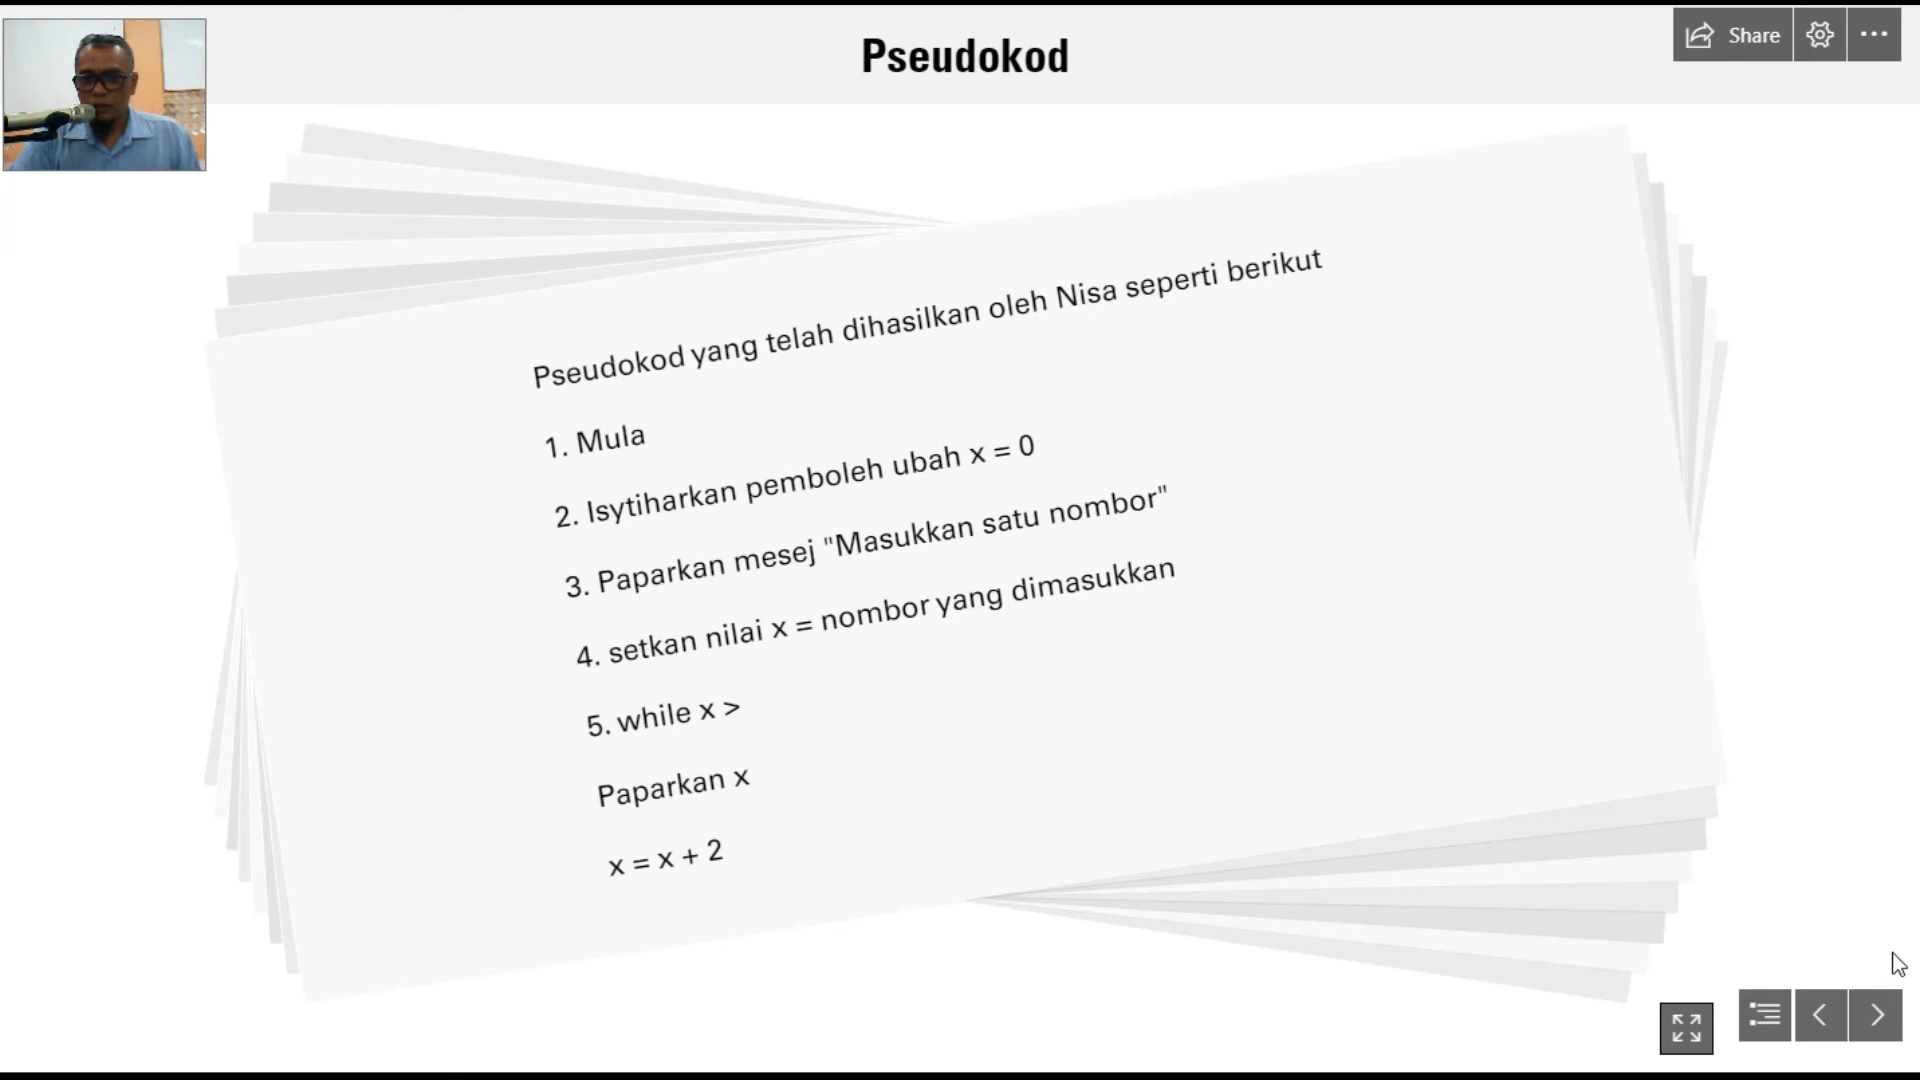 Pseudokod
Share
Pseudokod yang telah dihasilkan oleh Nisa seperti berikut
1. Mula
2. Isytiharkan pemboleh ubah x = 0
3. Paparkan mesej "Masukkan satu nombor"
4. setkan nilai x = nombor yang dimasukkan
5. while x >
Paparkan x
x = x + 2